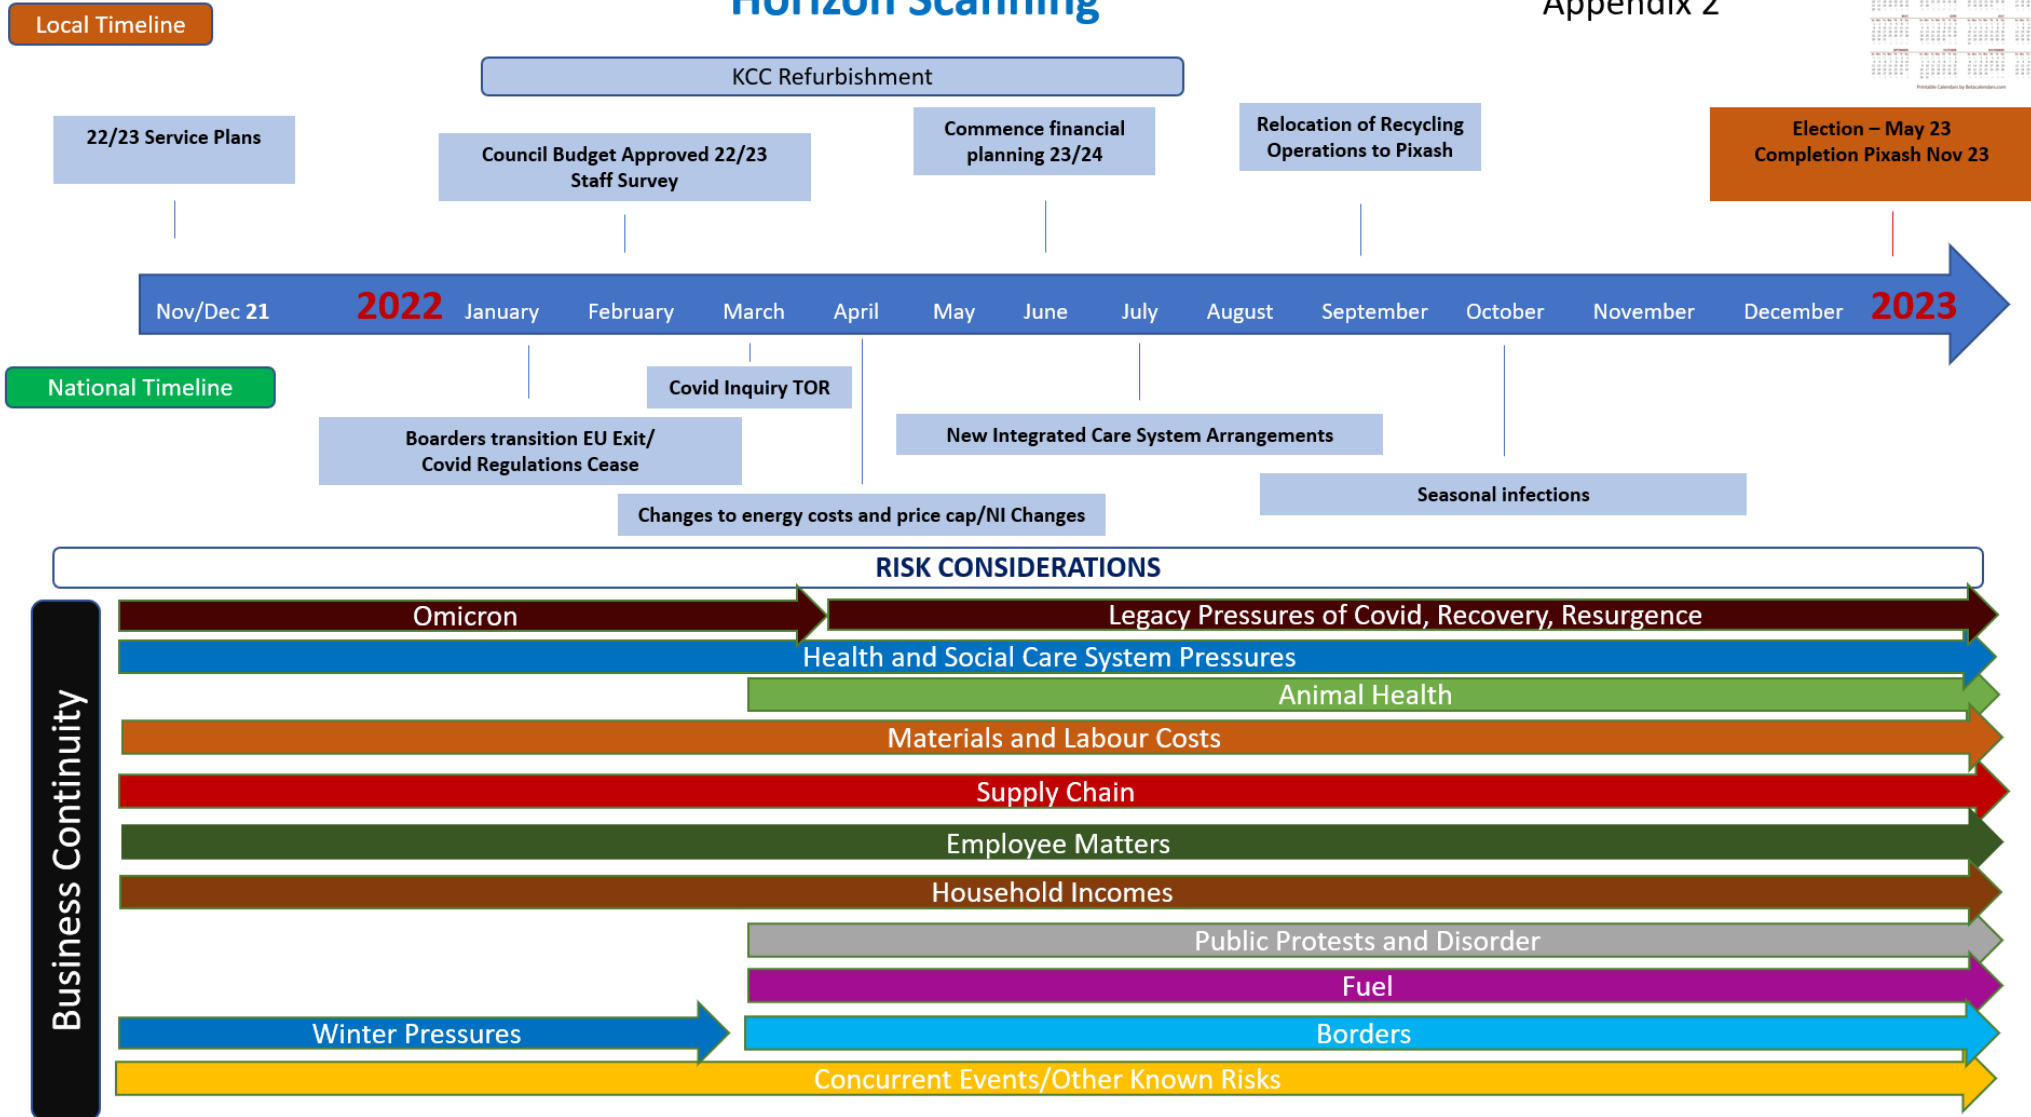 Horizon Scanning
Appendix 2
Local Timeline
KCC Refurbishment
22/23 Service Plans
Council Budget Approved 22/23
Staff Survey
Commence financial
planning 23/24
Relocation of Recycling
Operations to Pixash
Election – May 23
Completion Pixash Nov 23
Printable Calendars by Betacalendars.com
Nov/Dec 21 2022 January February March April May June July August September October November December 2023
National Timeline
Covid Inquiry TOR
Boarders transition EU Exit/
Covid Regulations Cease
New Integrated Care System Arrangements
Seasonal infections
Changes to energy costs and price cap/NI Changes
RISK CONSIDERATIONS
Business Continuity
Omicron
Legacy Pressures of Covid, Recovery, Resurgence
Health and Social Care System Pressures
Animal Health
Materials and Labour Costs
Supply Chain
Employee Matters
Household Incomes
Public Protests and Disorder
Fuel
Winter Pressures
Borders
Concurrent Events/Other Known Risks